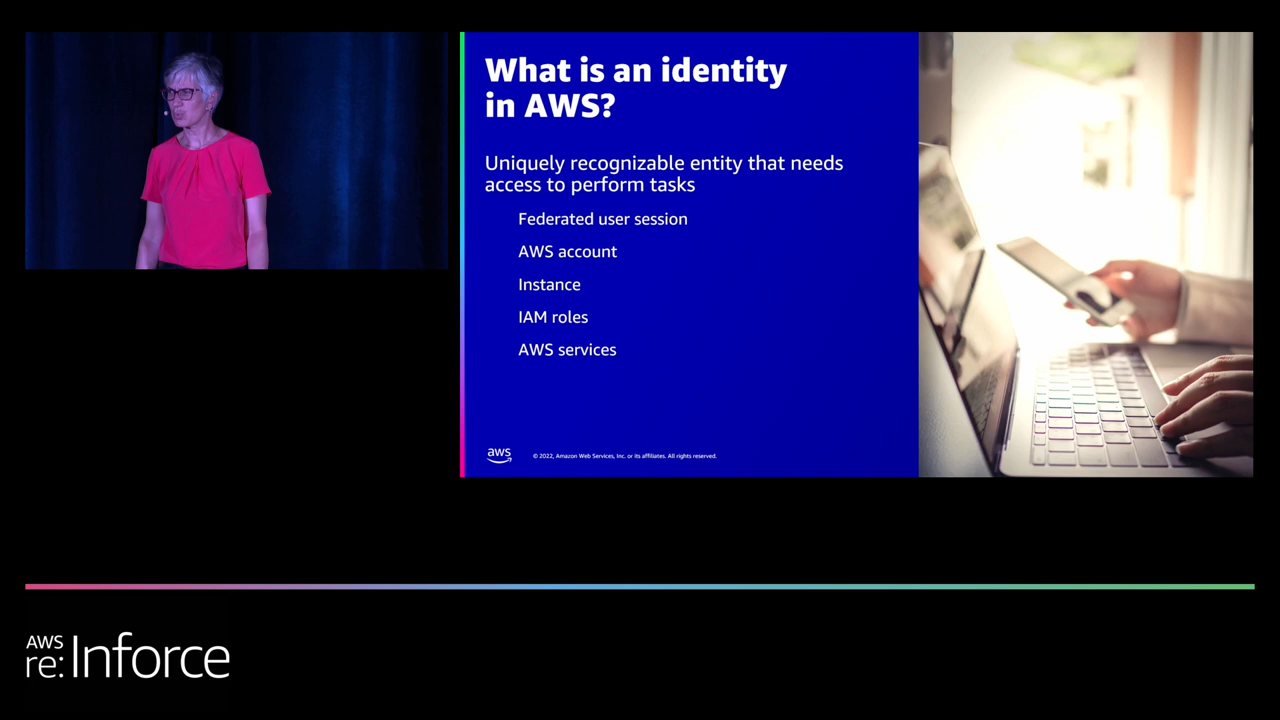 What is an identity
in AWS?
Uniquely recognizable entity that needs
access to perform tasks
Federated user session
AWS account
Instance
IAM roles
AWS services
aws
© 2022, Amazon Web Services, Inc. or its affiliates. All rights reserved.
AWS
re:Inforce